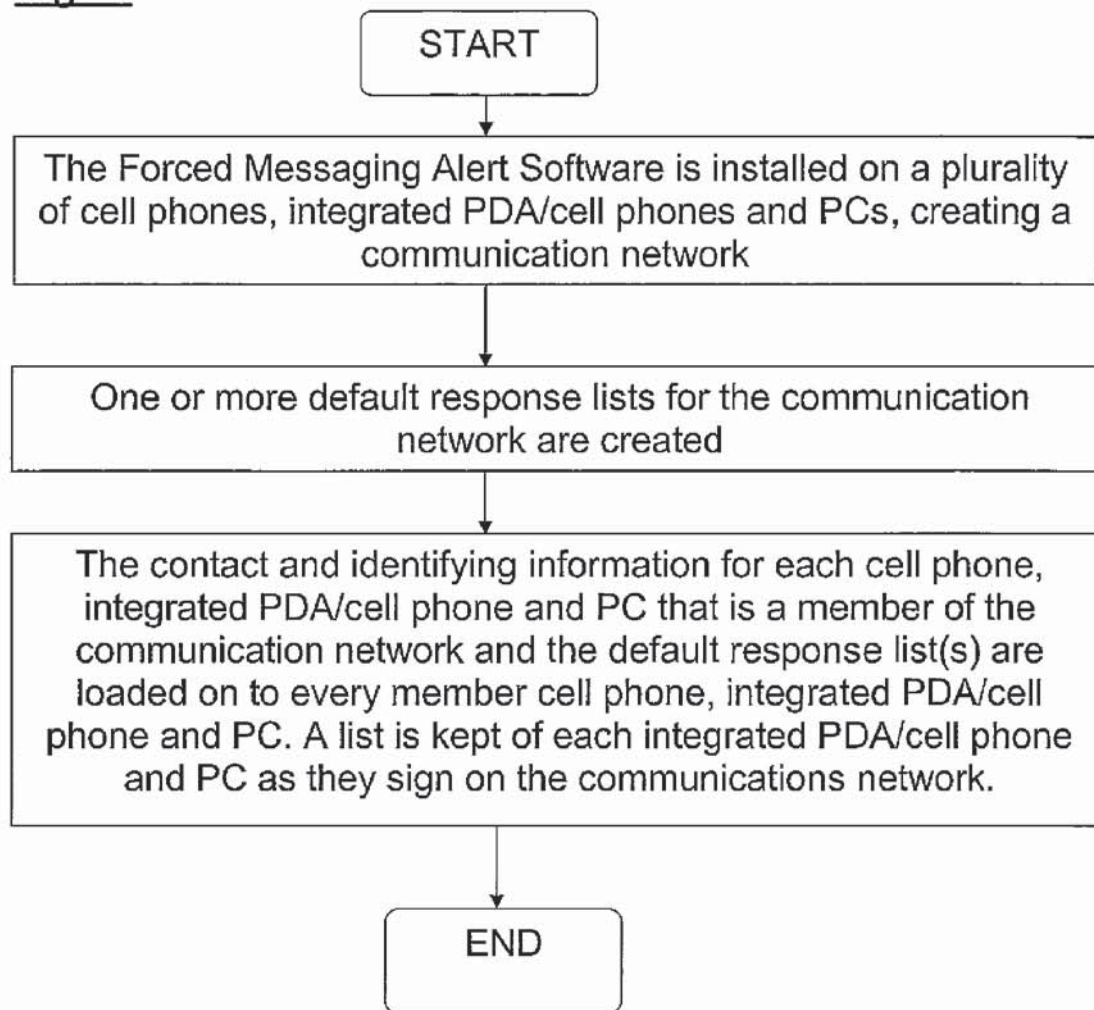 START
The Forced Messaging Alert Software is installed on a plurality
of cell phones, integrated PDA/cell phones and PCs, creating a
communication network
One or more default response lists for the communication
network are created
The contact and identifying information for each cell phone,
integrated PDA/cell phone and PC that is a member of the
communication network and the default response list(s) are
loaded on to every member cell phone, integrated PDA/cell
phone and PC. A list is kept of each integrated PDA/cell phone
and PC as they sign on the communications network.
END